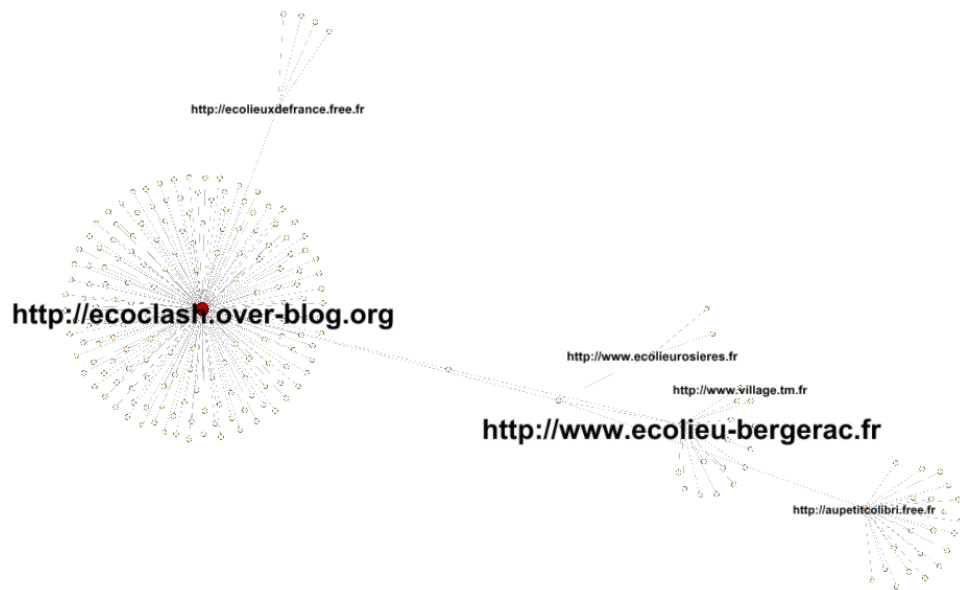 http://ecolieuxdefrance.free.fr
http://ecoclash.over-blog.org
http://www.ecolieurosieres.fr
http://www.village.tm.fr
http://www.ecolieu-bergerac.fr
http://aupetitcolibri.free.fr